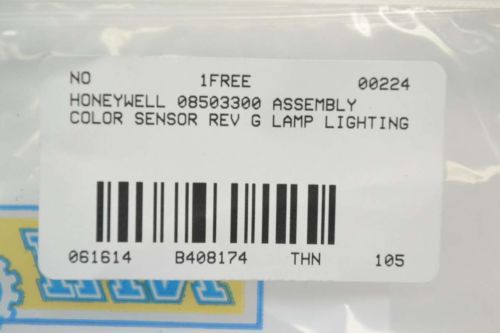 NO 1FREE 00224
HONEYWELL 08503300 ASSEMBLY
COLOR SENSOR REV G LAMP LIGHTING
061614 B408174 THN 105